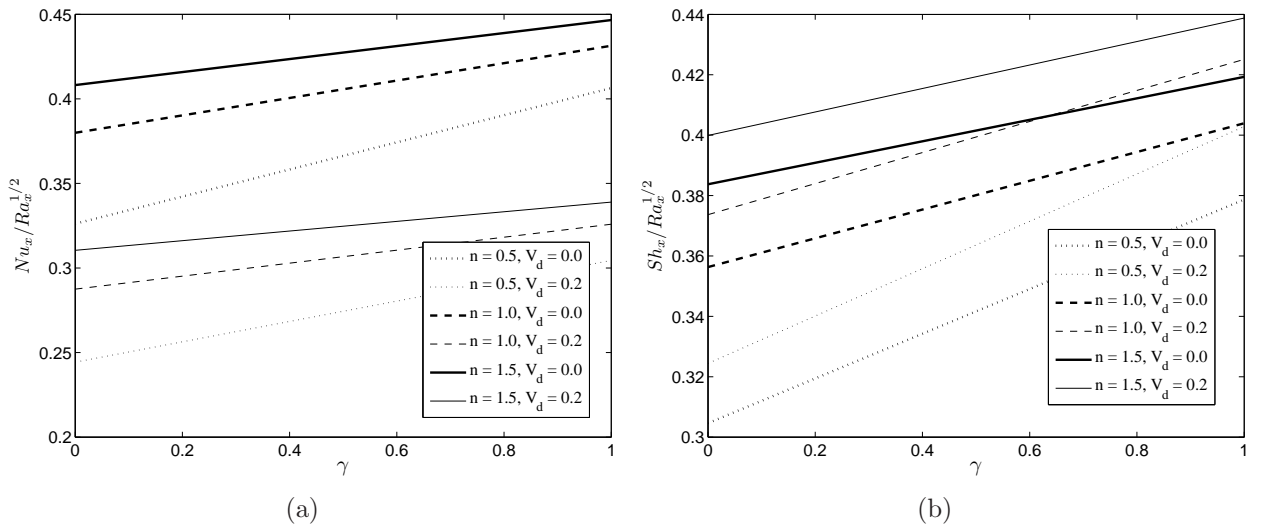 0.45
0.4
0.35
0.3
0.25
0.2
Nu_x/Ra_x^{1/2}
0 0.2 0.4 0.6 0.8 1
γ
n = 0.5, V_d = 0.0
n = 0.5, V_d = 0.2
n = 1.0, V_d = 0.0
n = 1.0, V_d = 0.2
n = 1.5, V_d = 0.0
n = 1.5, V_d = 0.2
(a)
0.44
0.42
0.4
0.38
0.36
0.34
0.32
0.3
Sh_x/Ra_x^{1/2}
0 0.2 0.4 0.6 0.8 1
γ
n = 0.5, V_d = 0.0
n = 0.5, V_d = 0.2
n = 1.0, V_d = 0.0
n = 1.0, V_d = 0.2
n = 1.5, V_d = 0.0
n = 1.5, V_d = 0.2
(b)